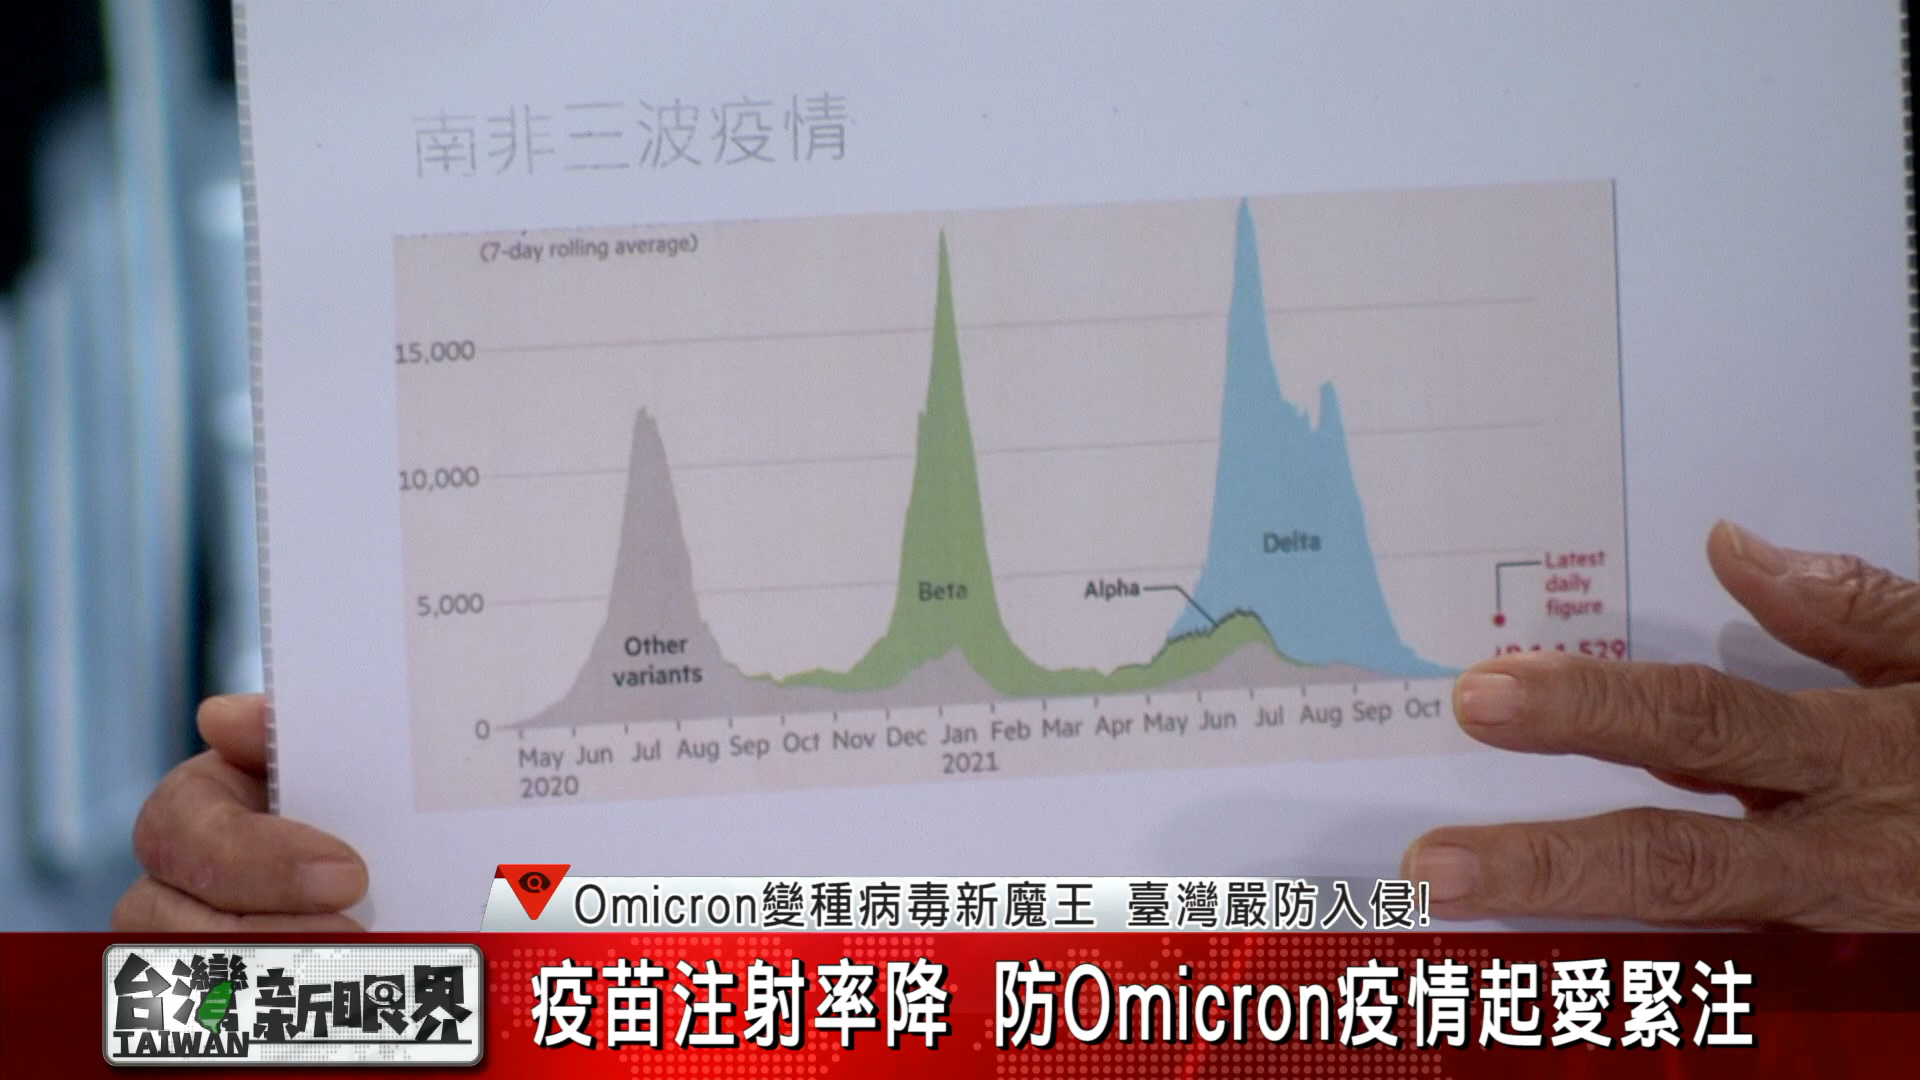 南非三波疫情
(7-day rolling average)
15,000
10,000
5,000
0
Other
variants
Beta
Alpha
Delta
Latest
daily
figure
1,529
May Jun Jul Aug Sep Oct Nov Dec Jan Feb Mar Apr May Jun Jul Aug Sep Oct
2020 2021
Omicron變種病毒新魔王 臺灣嚴防入侵!
台灣新眼界
TAIWAN
疫苗注射率降 防Omicron疫情起愛緊注